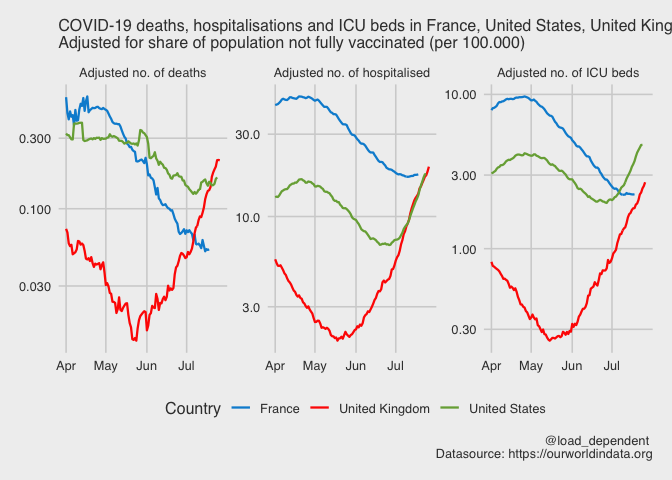 COVID-19 deaths, hospitalisations and ICU beds in France, United States, United King
Adjusted for share of population not fully vaccinated (per 100.000)
Adjusted no. of deaths
Adjusted no. of hospitalised
Adjusted no. of ICU beds
0.300
0.100
0.030
Apr May Jun Jul
30.0
10.0
3.0
Apr May Jun Jul
10.00
3.00
1.00
0.30
Apr May Jun Jul
Country France United Kingdom United States
@load_dependent
Datasource: https://ourworldindata.org